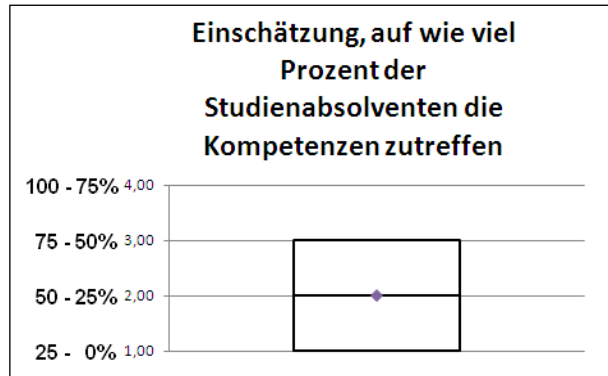 Einschätzung, auf wie viel
Prozent der
Studienabsolventen die
Kompetenzen zutreffen
100 - 75% 4,00
75 - 50% 3,00
50 - 25% 2,00
25 - 0% 1,00